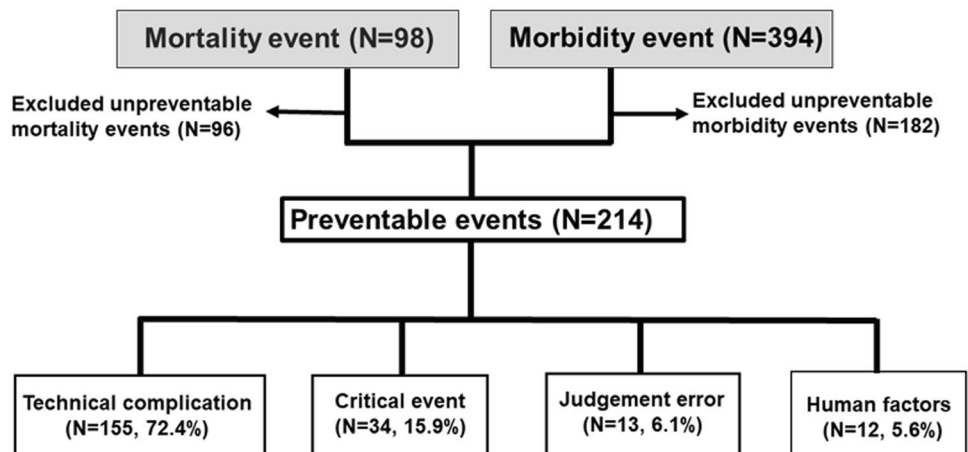 Mortality event (N=98)
Morbidity event (N=394)
Excluded unpreventable
mortality events (N=96)
Excluded unpreventable
morbidity events (N=182)
Preventable events (N=214)
Technical complication
(N=155, 72.4%)
Critical event
(N=34, 15.9%)
Judgement error
(N=13, 6.1%)
Human factors
(N=12, 5.6%)